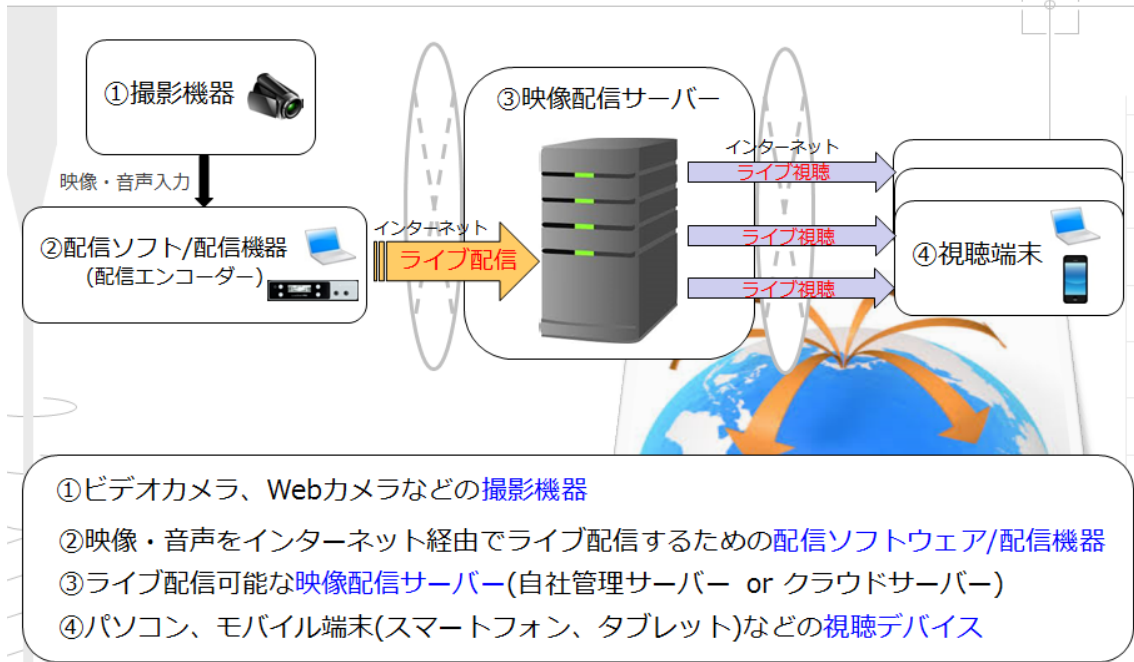 ①撮影機器
映像・音声入力
②配信ソフト/配信機器
(配信エンコーダー)
インターネット
ライブ配信
③映像配信サーバー
インターネット
ライブ視聴
ライブ視聴
ライブ視聴
④視聴端末
①ビデオカメラ、Webカメラなどの撮影機器
②映像・音声をインターネット経由でライブ配信するための配信ソフトウェア/配信機器
③ライブ配信可能な映像配信サーバー(自社管理サーバー or クラウドサーバー)
④パソコン、モバイル端末(スマートフォン、タブレット)などの視聴デバイス